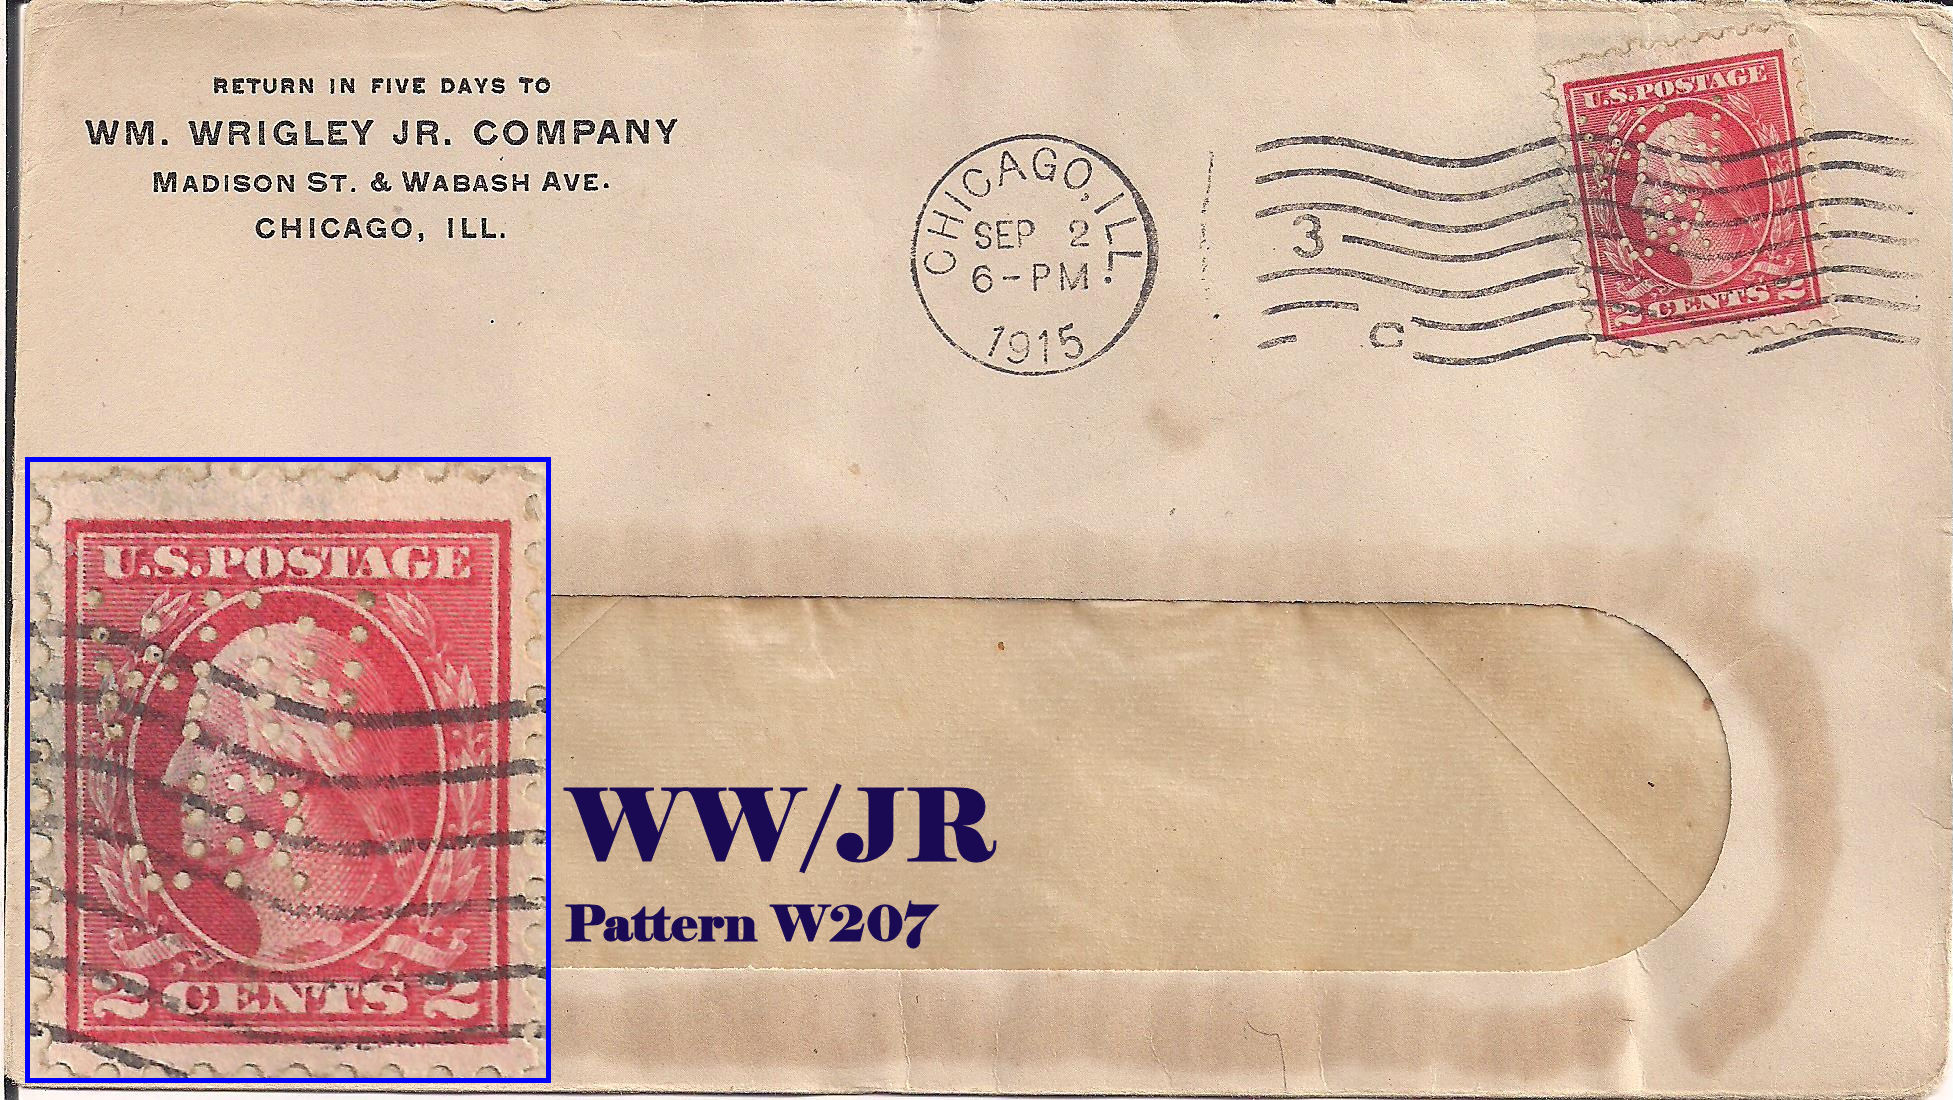 RETURN IN FIVE DAYS TO
WM. WRIGLEY JR. COMPANY
MADISON ST. & WABASH AVE.
CHICAGO, ILL.
CHICAGO, ILL.
SEP 2
6-PM
1915
3
C
U.S.POSTAGE
2 CENTS 2
U.S.POSTAGE
2 CENTS 2
WW/JR
Pattern W207